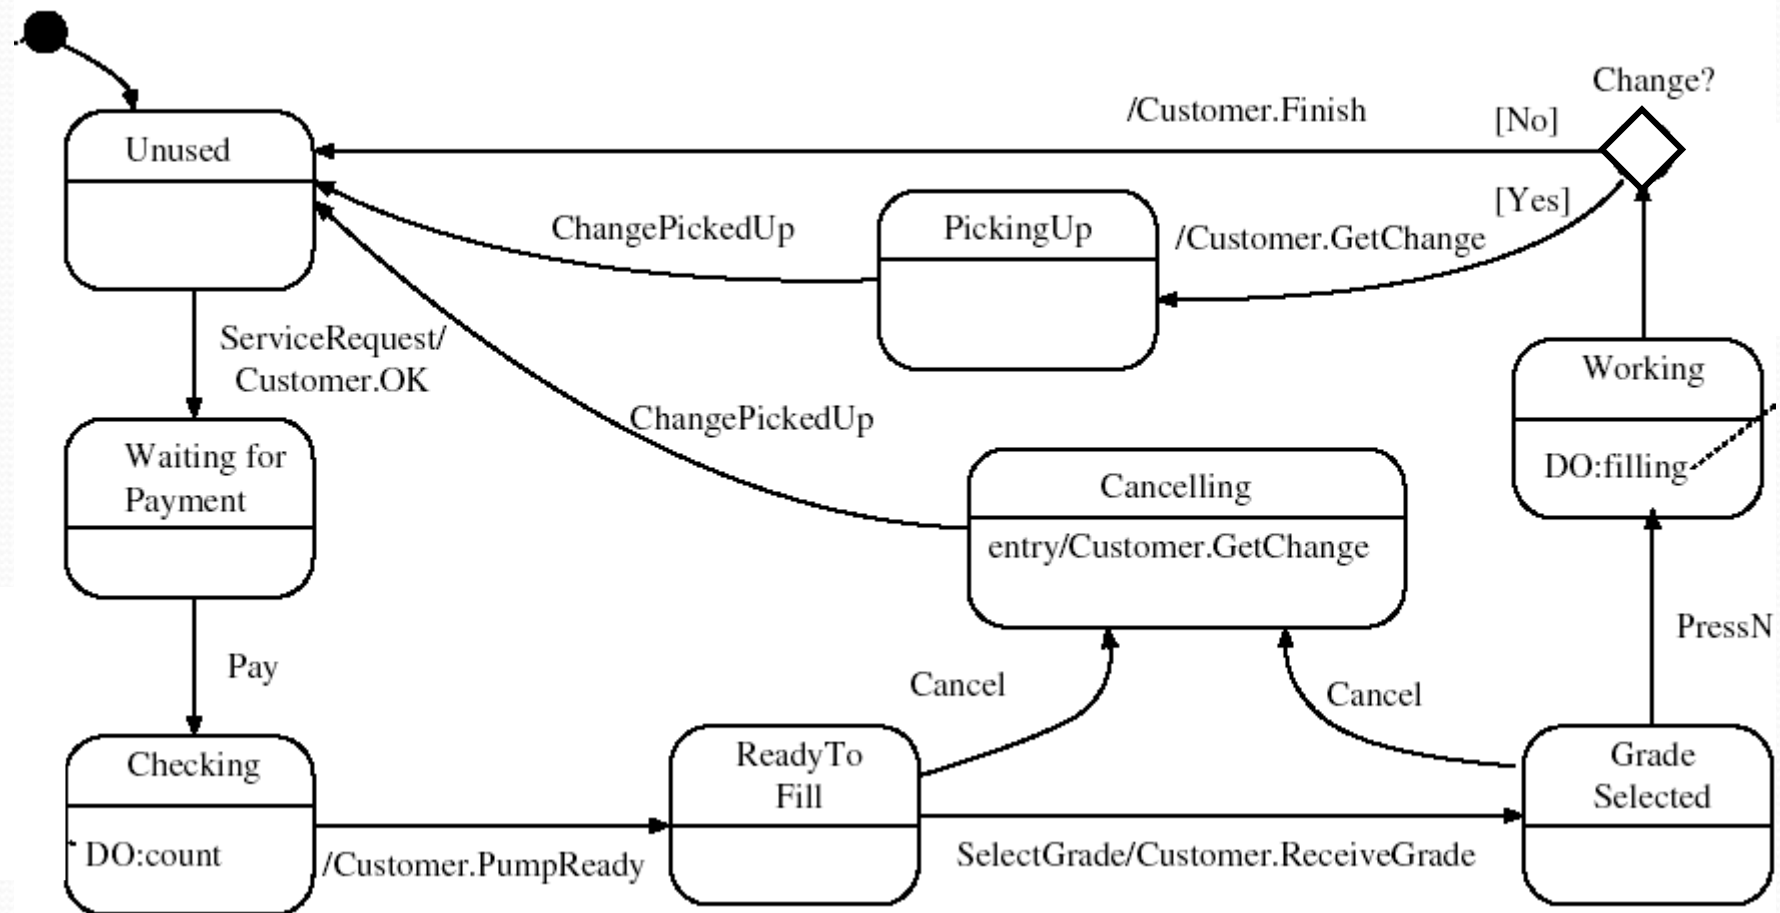 Change?
/Customer.Finish
[No]
Unused
[Yes]
ChangePickedUp
PickingUp
/Customer.GetChange
ServiceRequest/
Customer.OK
Working
ChangePickedUp
Waiting for
Payment
DO:filling
Cancelling
entry/Customer.GetChange
PressN
Pay
Cancel
Cancel
Checking
ReadyTo
Fill
Grade
Selected
DO:count
/Customer.PumpReady
SelectGrade/Customer.ReceiveGrade